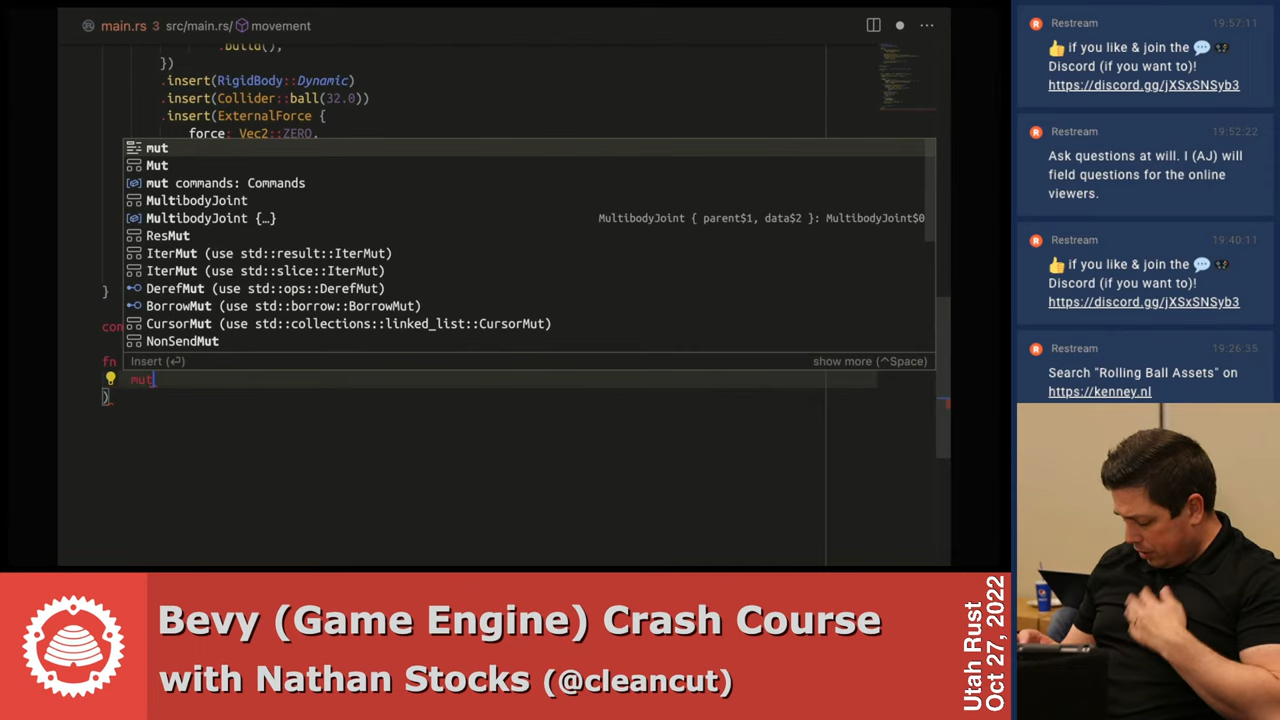 main.rs 3 src/main.rs/ movement ···
.build(),
})
.insert(RigidBody::Dynamic)
.insert(Collider::ball(32.0))
.insert(ExternalForce {
force: Vec2::ZERO,
mut
Mut
mut commands: Commands
MultibodyJoint
MultibodyJoint {…} MultibodyJoint { parent$1, data$2 }: MultibodyJoint$0
ResMut
IterMut (use std::result::IterMut)
IterMut (use std::slice::IterMut)
DerefMut (use std::ops::DerefMut)
BorrowMut (use std::borrow::BorrowMut)
CursorMut (use std::collections::linked_list::CursorMut)
NonSendMut
Insert (⏎) show more (^Space)
}
con
fn
mut
)
Restream 19:57:11
👍 if you like & join the 💬
Discord (if you want to)!
https://discord.gg/jXSxSNSyb3
Restream 19:52:22
Ask questions at will. I (AJ) will
field questions for the online
viewers.
Restream 19:40:11
👍 if you like & join the 💬
Discord (if you want to)!
https://discord.gg/jXSxSNSyb3
Restream 19:26:35
Search "Rolling Ball Assets" on
https://kenney.nl
Bevy (Game Engine) Crash Course
with Nathan Stocks (@cleancut)
Utah Rust
Oct 27, 2022